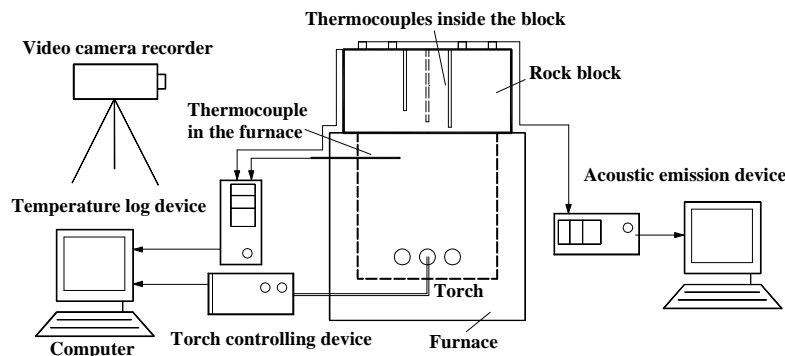 Thermocouples inside the block
Video camera recorder
Rock block
Thermocouple
in the furnace
Acoustic emission device
Temperature log device
Torch
Torch controlling device
Furnace
Computer